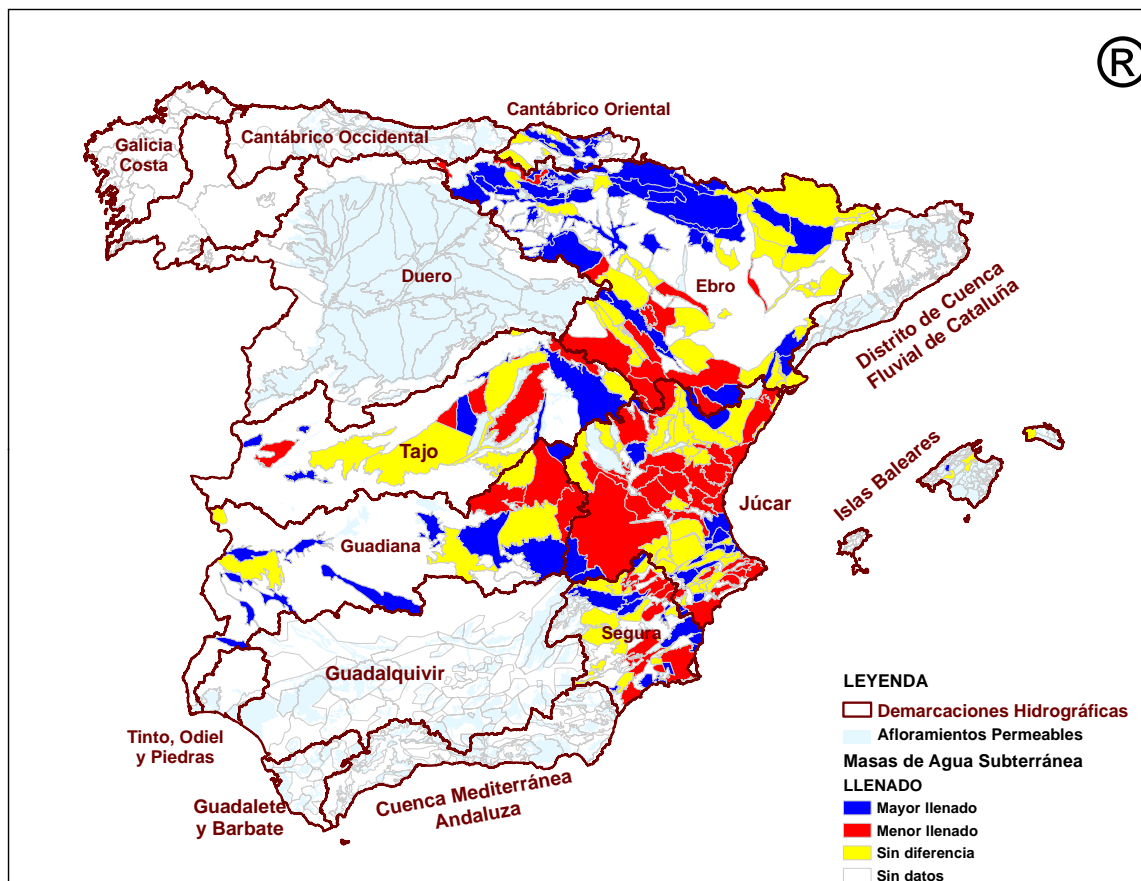 ®
Cantábrico Oriental
Cantábrico Occidental
Galicia
Costa
Duero
Ebro
Distrito de Cuenca
Fluvial de Cataluña
Tajo
Islas Baleares
Júcar
Guadiana
Segura
Guadalquivir
Tinto, Odiel
y Piedras
Guadalete
y Barbate
Cuenca Mediterránea
Andaluza
LEYENDA
Demarcaciones Hidrográficas
Afloramientos Permeables
Masas de Agua Subterránea
LLENADO
Mayor llenado
Menor llenado
Sin diferencia
Sin datos